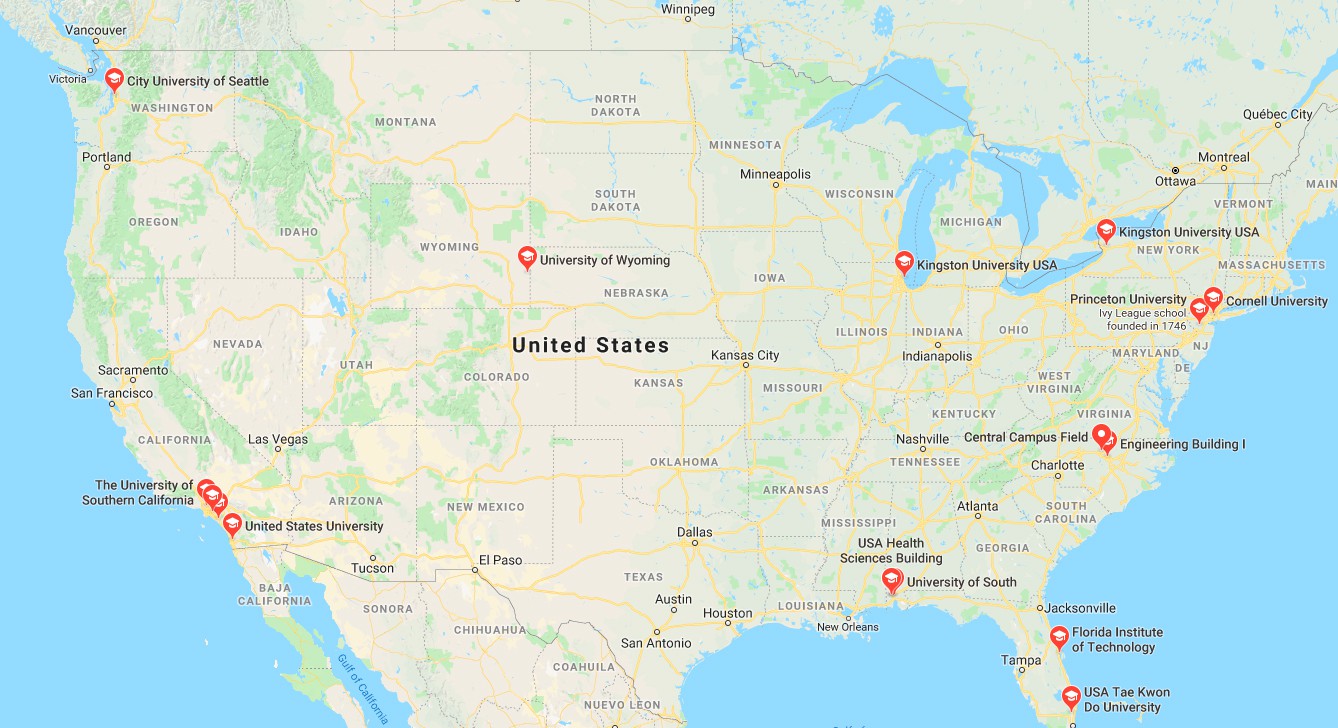 Winnipeg
Vancouver
Victoria
City University of Seattle
WASHINGTON
MONTANA
NORTH
DAKOTA
Québec City
MINNESOTA
Portland
Montreal
Minneapolis
Ottawa
MAIN
SOUTH
DAKOTA
WISCONSIN
VERMONT
OREGON
IDAHO
MICHIGAN
Kingston University USA
WYOMING
NEW YORK
University of Wyoming
Kingston University USA
MASSACHUSETTS
IOWA
NEBRASKA
Princeton University
Ivy League school
founded in 1746
Cornell University
ILLINOIS
INDIANA
OHIO
NEVADA
United States
NJ
Indianapolis
MARYLAND
Kansas City
UTAH
DE
Sacramento
COLORADO
KANSAS
WEST
VIRGINIA
MISSOURI
San Francisco
KENTUCKY
VIRGINIA
CALIFORNIA
Las Vegas
Nashville
Central Campus Field
Engineering Building I
OKLAHOMA
TENNESSEE
Charlotte
The University of
Southern California
ARIZONA
NEW MEXICO
ARKANSAS
Atlanta
SOUTH
CAROLINA
United States University
MISSISSIPPI
Dallas
USA Health
Sciences Building
GEORGIA
El Paso
Tucson
TEXAS
University of South
BAJA
CALIFORNIA
SONORA
Austin
LOUISIANA
Jacksonville
Houston
New Orleans
CHIHUAHUA
San Antonio
Florida Institute
of Technology
Tampa
COAHUILA
Gulf of California
USA Tae Kwon
Do University
NUEVO LEON